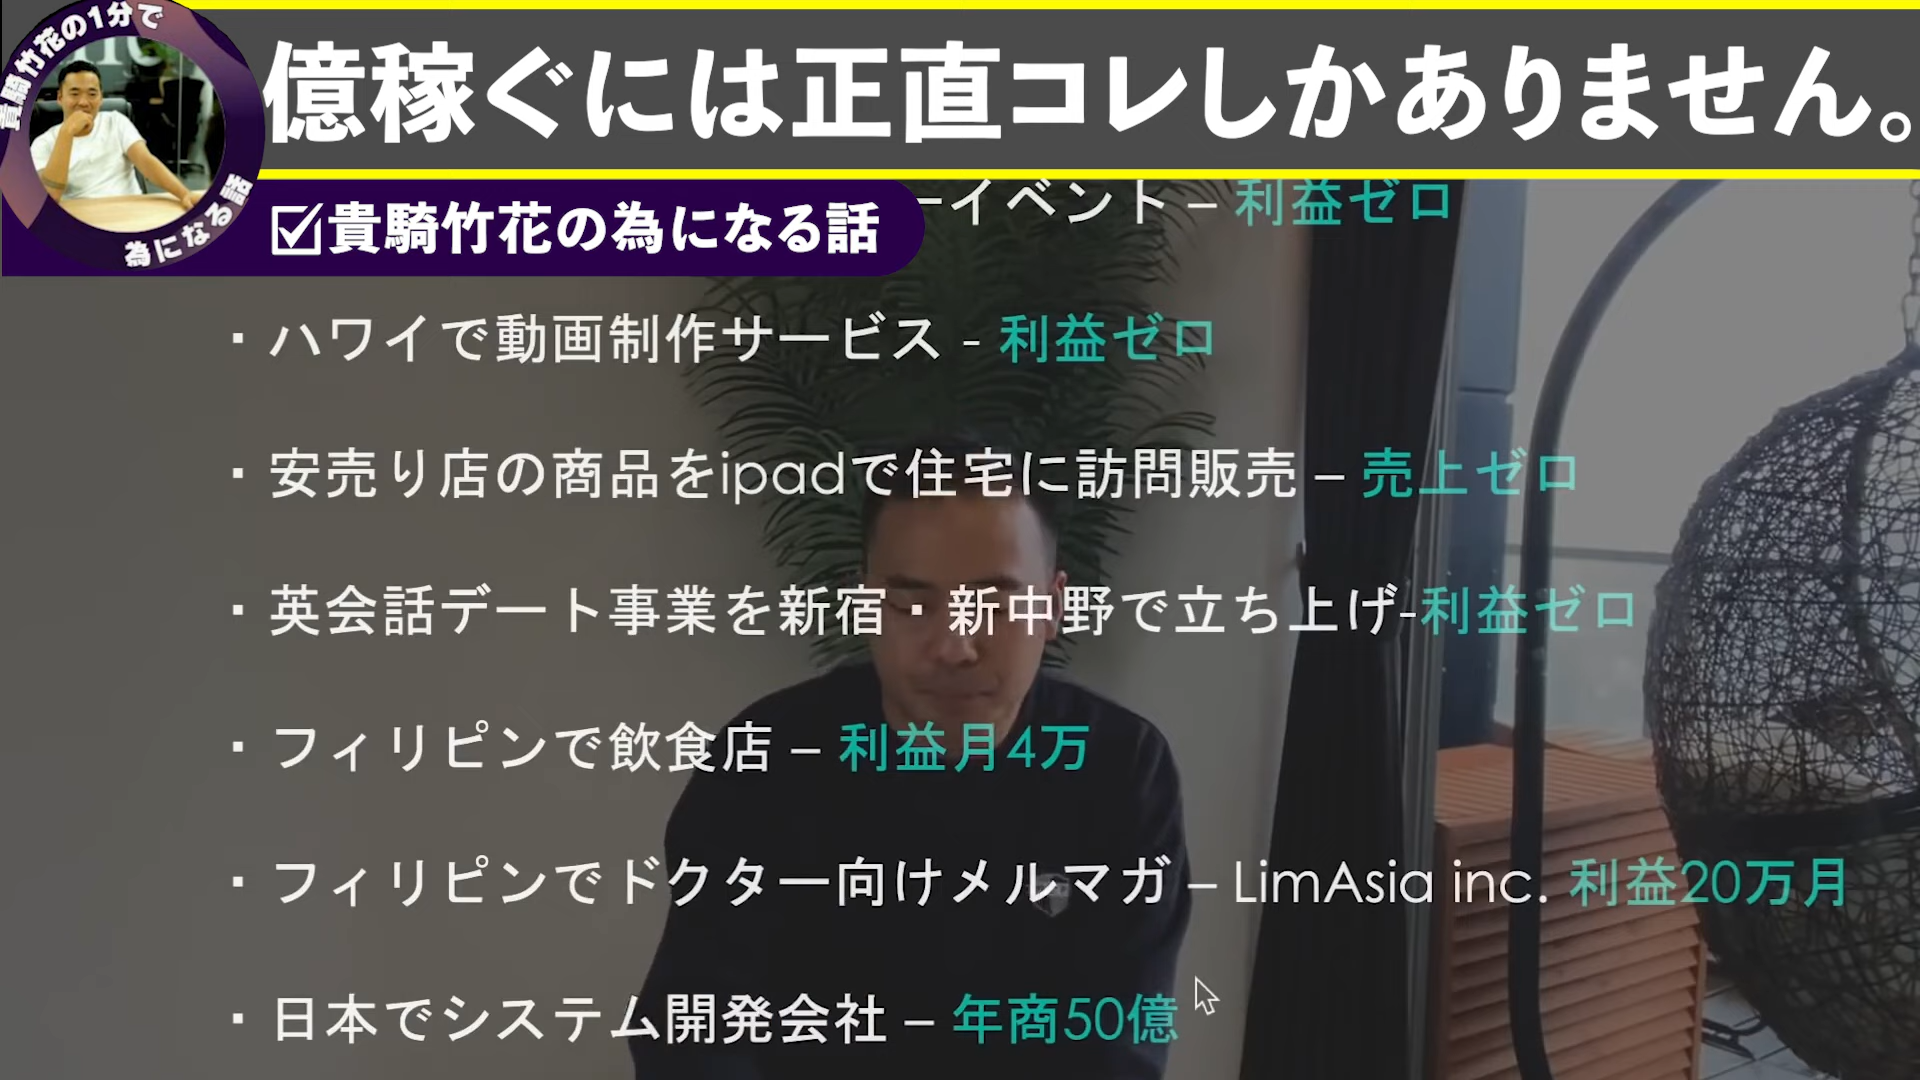 貴騎竹花の1分で
為になる話
億稼ぐには正直コレしかありません。
☑貴騎竹花の為になる話
ーイベント – 利益ゼロ
・ハワイで動画制作サービス - 利益ゼロ
・安売り店の商品をipadで住宅に訪問販売 – 売上ゼロ
・英会話デート事業を新宿・新中野で立ち上げ-利益ゼロ
・フィリピンで飲食店 – 利益月4万
・フィリピンでドクター向けメルマガ – LimAsia inc. 利益20万月
・日本でシステム開発会社 – 年商50億